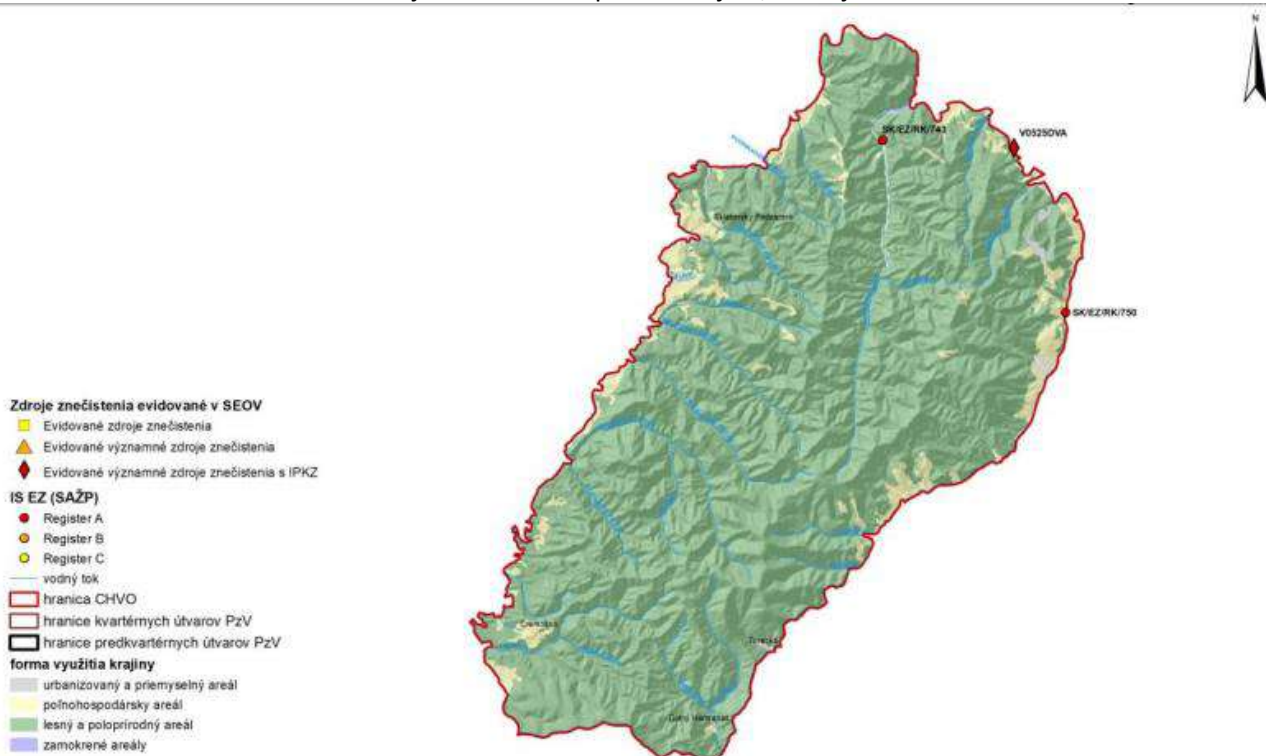 N
SK/EZ/RK/743
V0525DVA
SK/EZ/RK/750
Zdroje znečistenia evidované v SEOV
Evidované zdroje znečistenia
Evidované významné zdroje znečistenia
Evidované významné zdroje znečistenia s IPKZ
IS EZ (SAŽP)
Register A
Register B
Register C
vodný tok
hranica CHVO
hranice kvartérnych útvarov PzV
hranice predkvartérnych útvarov PzV
forma využitia krajiny
urbanizovaný a priemyselný areál
poľnohospodársky areál
lesný a poloprírodný areál
zamokrené areály